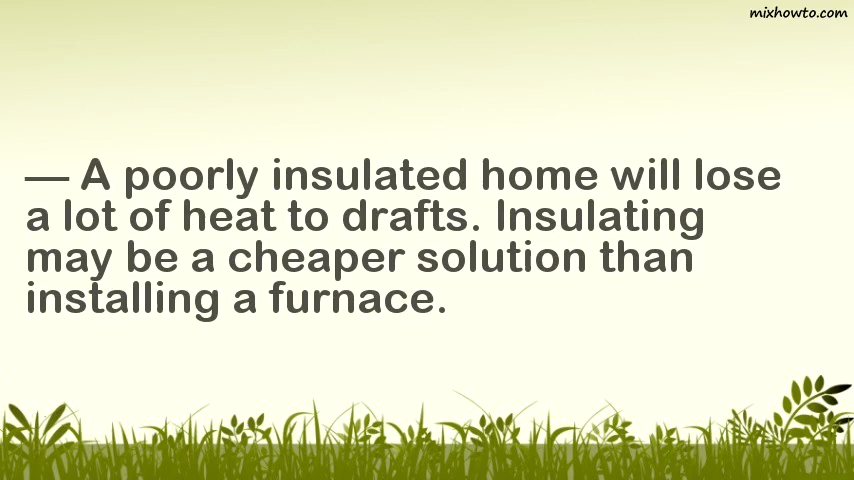 mixhowto.com
— A poorly insulated home will lose
a lot of heat to drafts. Insulating
may be a cheaper solution than
installing a furnace.